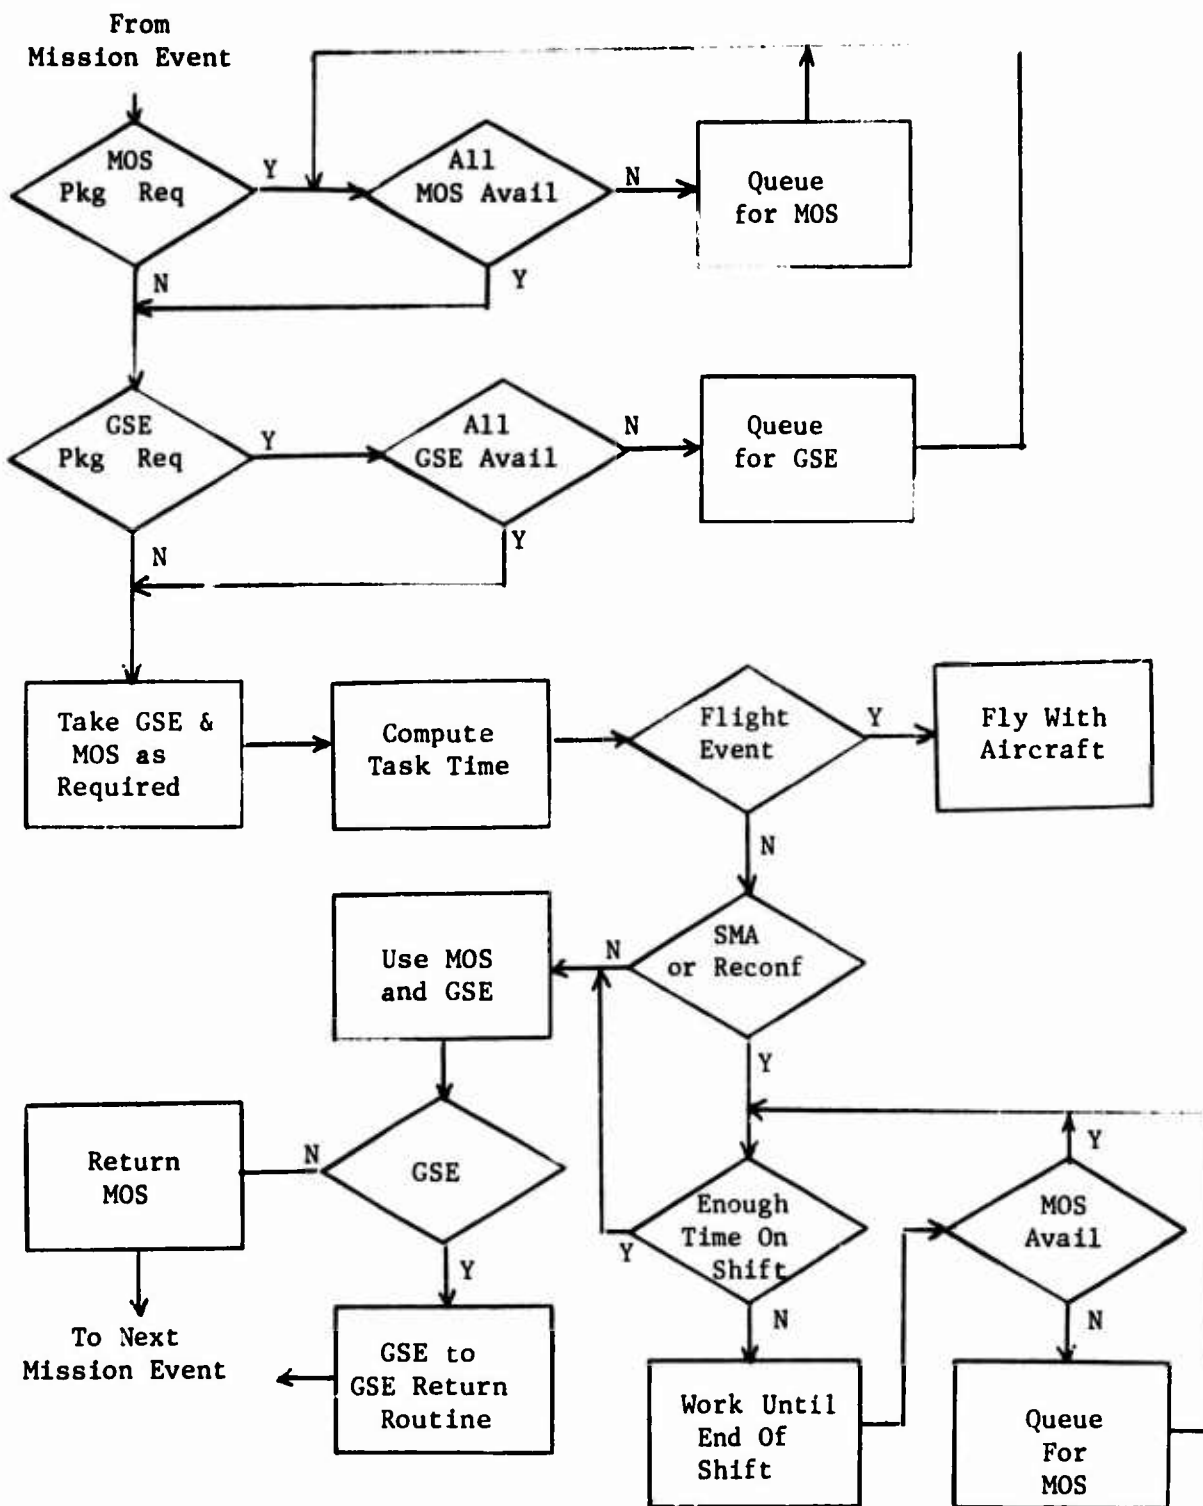 From
Mission Event
MOS
Pkg Req
Y
N
All
MOS Avail
N
Y
Queue
for MOS
GSE
Pkg Req
Y
N
All
GSE Avail
N
Y
Queue
for GSE
Take GSE &
MOS as
Required
Compute
Task Time
Flight
Event
Y
N
Fly With
Aircraft
SMA
or Reconf
N
Y
Use MOS
and GSE
GSE
N
Y
Return
MOS
To Next
Mission Event
GSE to
GSE Return
Routine
Enough
Time On
Shift
Y
N
Work Until
End Of
Shift
MOS
Avail
Y
N
Queue
For
MOS